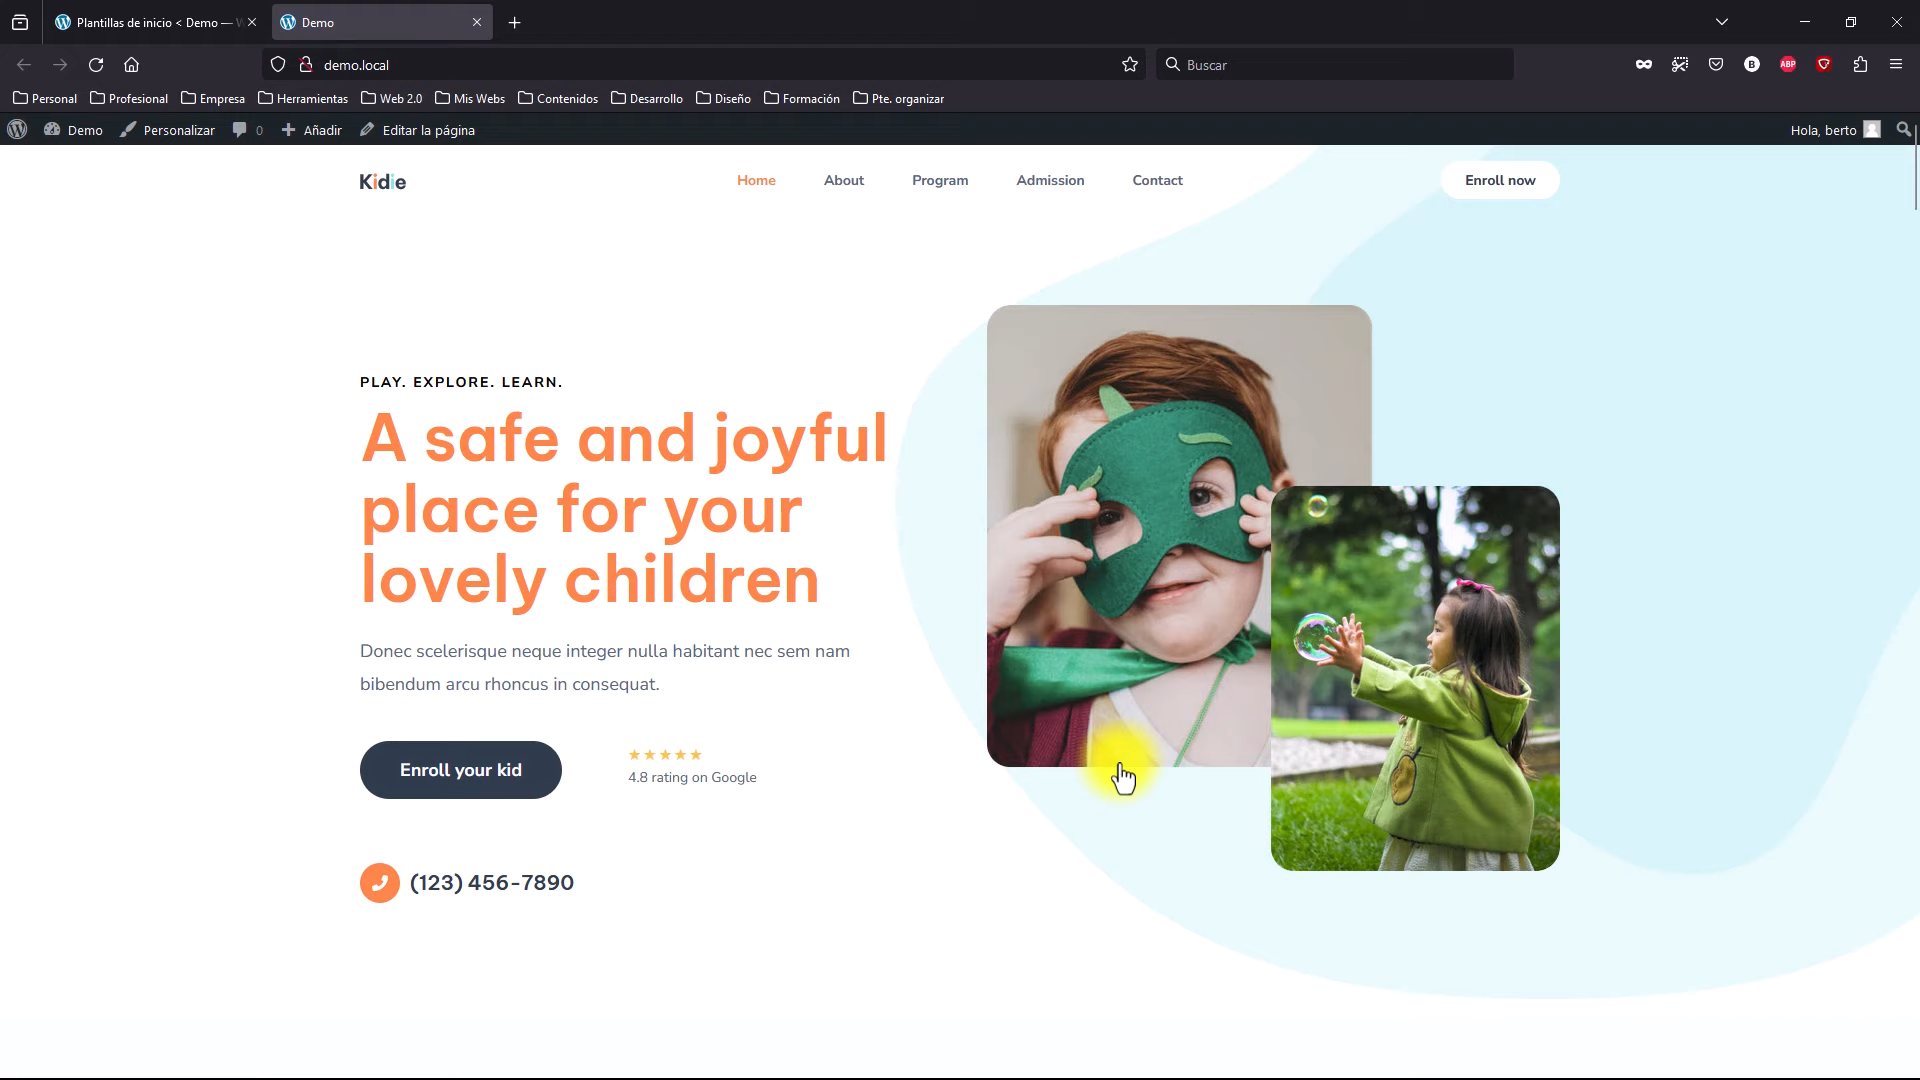 Plantillas de inicio < Demo — W
Demo
demo.local
Buscar
ABP
B
Personal
Profesional
Empresa
Herramientas
Web 2.0
Mis Webs
Contenidos
Desarrollo
Diseño
Formación
Pte. organizar
Demo
Personalizar
0
Añadir
Editar la página
Hola, berto
Kidie
Home
About
Program
Admission
Contact
Enroll now
PLAY. EXPLORE. LEARN.
A safe and joyful
place for your
lovely children
Donec scelerisque neque integer nulla habitant nec sem nam
bibendum arcu rhoncus in consequat.
Enroll your kid
★★★★★
4.8 rating on Google
(123) 456-7890